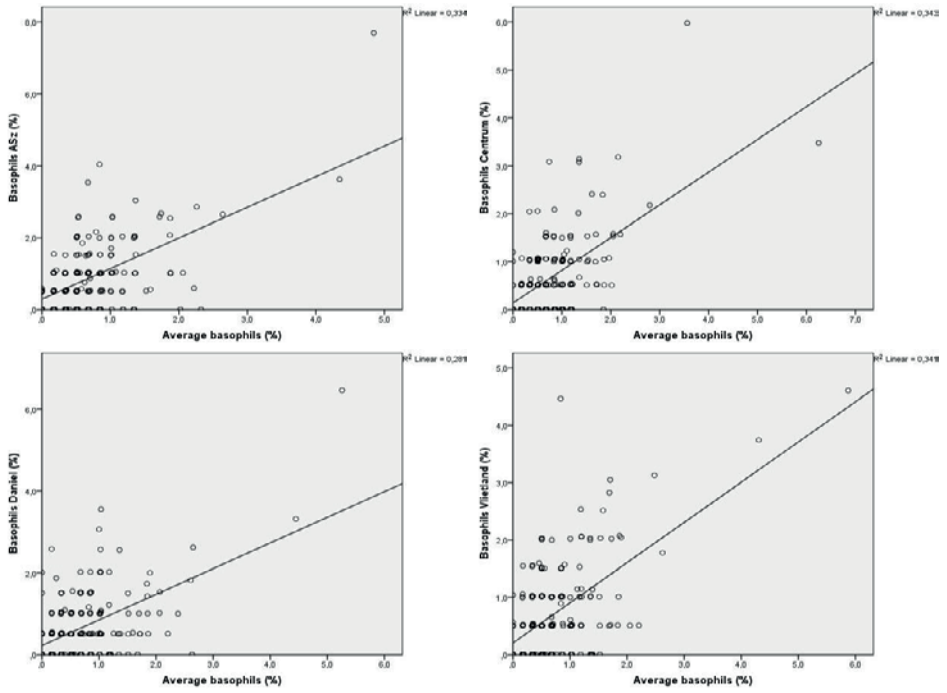 R² Linear = 0,334
Basophils ASz (%)
8,0
6,0
4,0
2,0
,0
,0 1,0 2,0 3,0 4,0 5,0
Average basophils (%)
R² Linear =
Basophils Centrum (%)
6,0
5,0
4,0
3,0
2,0
1,0
,0
,0 1,0 2,0 3,0 4,0 5,0 6,0 7,0
Average basophils (%)
R² Linear =
Basophils Daniel (%)
6,0
4,0
2,0
,0
,0 1,0 2,0 3,0 4,0 5,0 6,0
Average basophils (%)
R² Linear =
Basophils Vlietland (%)
5,0
4,0
3,0
2,0
1,0
,0
,0 1,0 2,0 3,0 4,0 5,0 6,0
Average basophils (%)